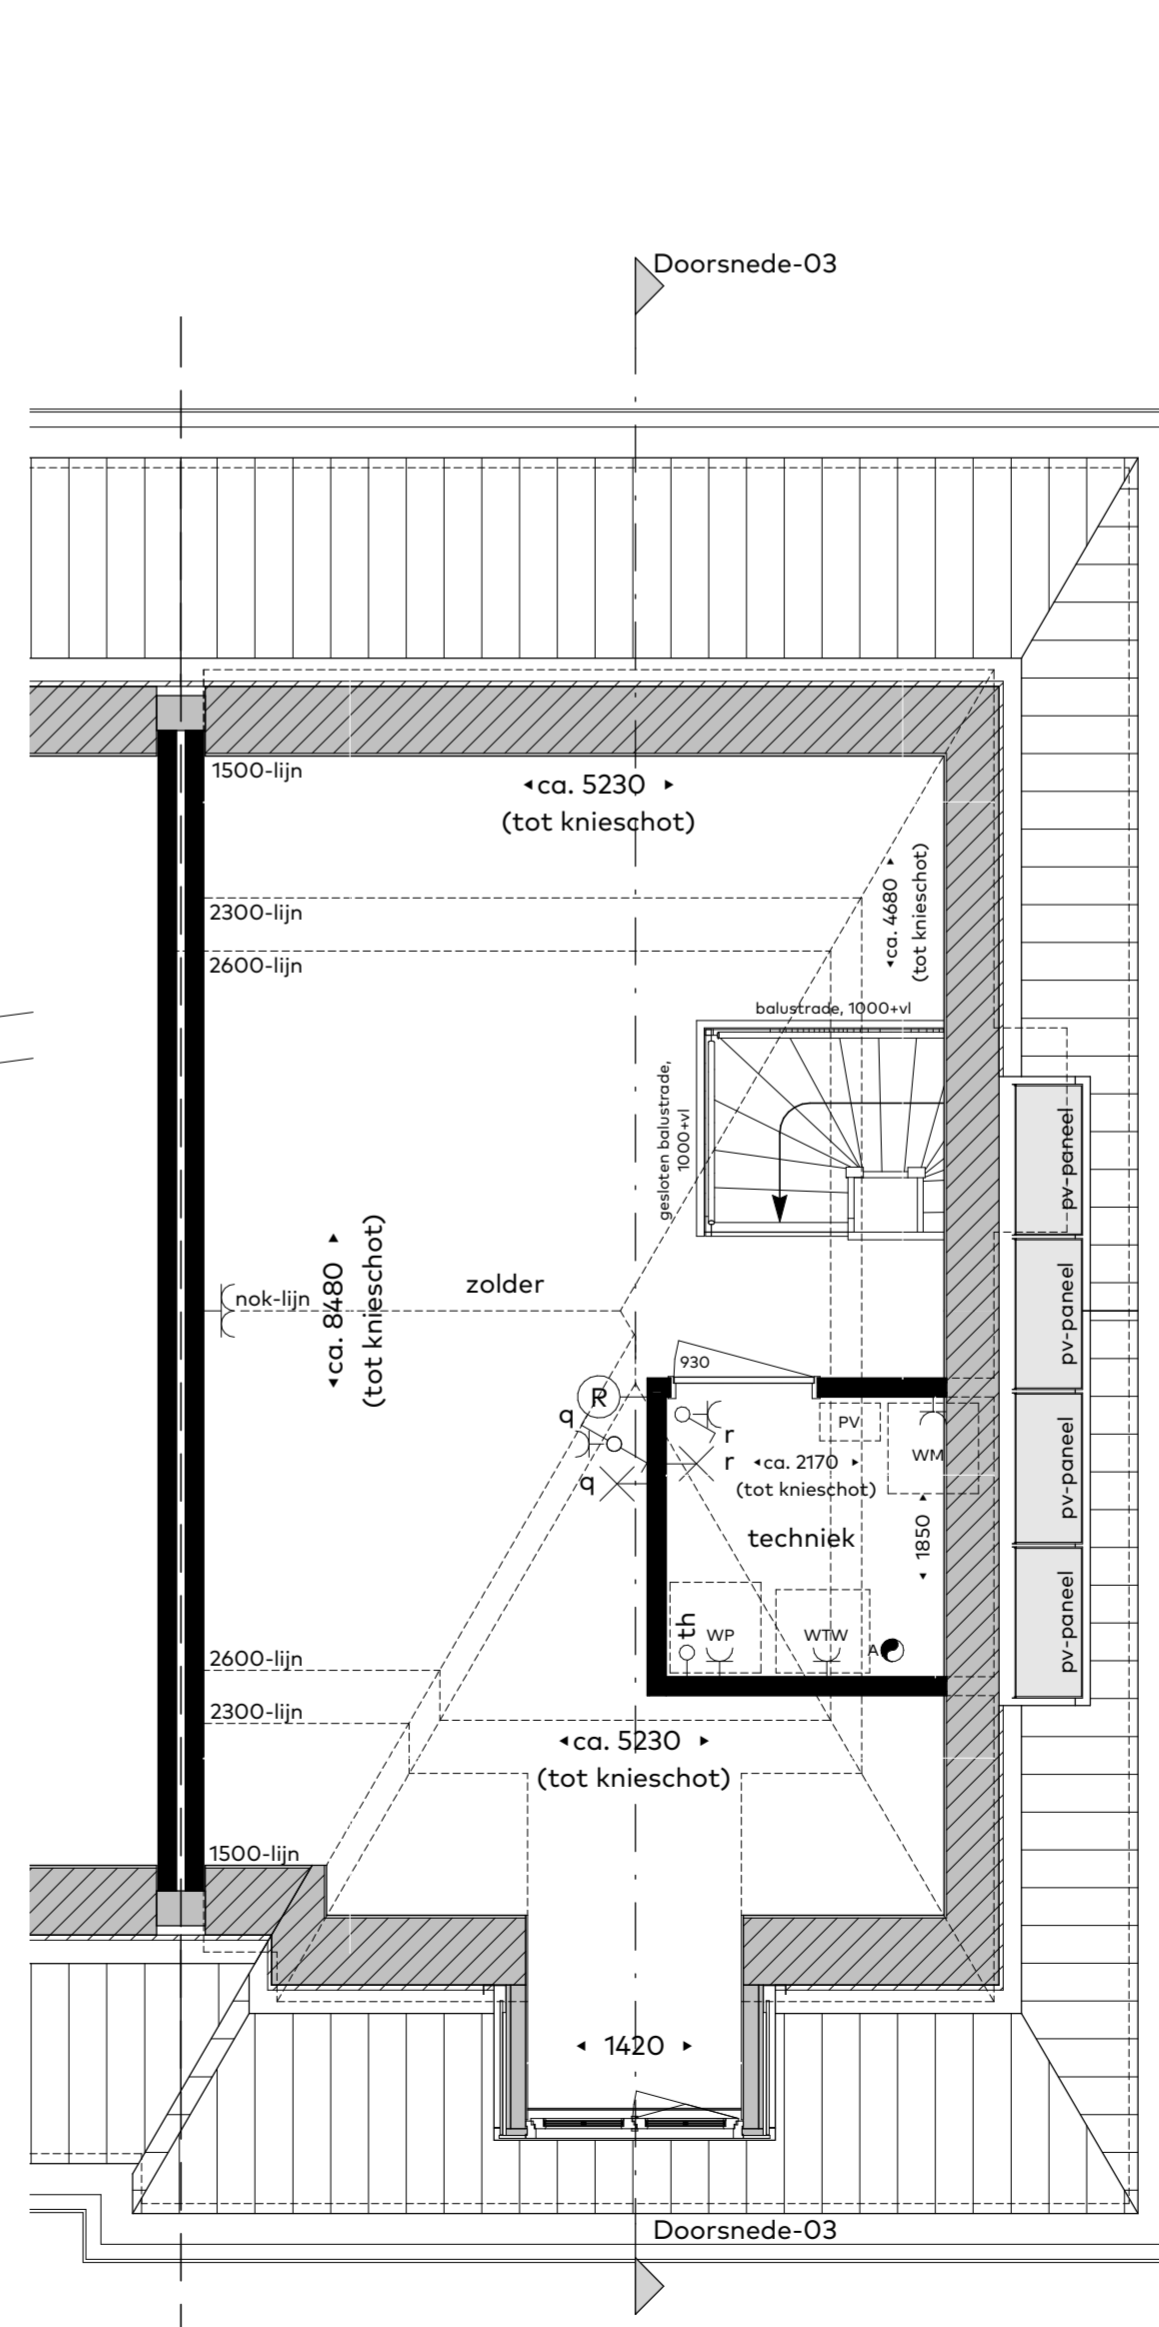 Doorsnede-03
1500-lijn
ca. 5230
(tot knieschot)
2300-lijn
2600-lijn
ca. 4680
(tot knieschot)
balustrade, 1000+vl
gesloten balustrade,
1000+vl
pv-paneel
pv-paneel
pv-paneel
pv-paneel
zolder
nok-lijn
ca. 8480
(tot knieschot)
930
R
q
q
r
r
PV
WM
ca. 2170
(tot knieschot)
techniek
1850
th
WP
WTW
A
2600-lijn
2300-lijn
ca. 5230
(tot knieschot)
1500-lijn
1420
Doorsnede-03